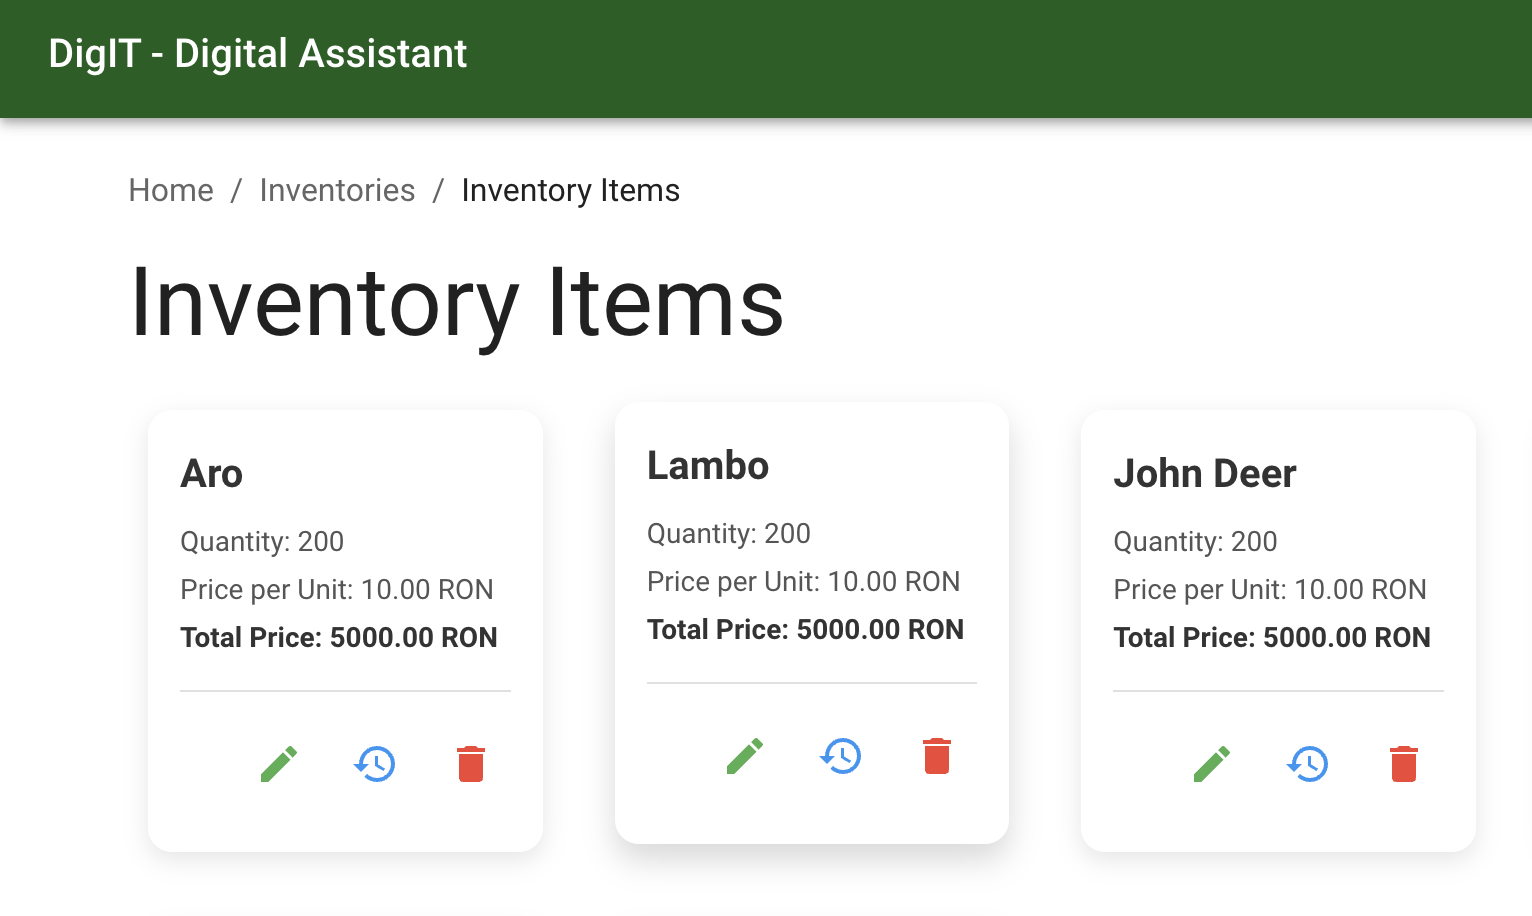 DigIT - Digital Assistant
Home / Inventories / Inventory Items
Inventory Items
Aro
Quantity: 200
Price per Unit: 10.00 RON
Total Price: 5000.00 RON
Lambo
Quantity: 200
Price per Unit: 10.00 RON
Total Price: 5000.00 RON
John Deer
Quantity: 200
Price per Unit: 10.00 RON
Total Price: 5000.00 RON